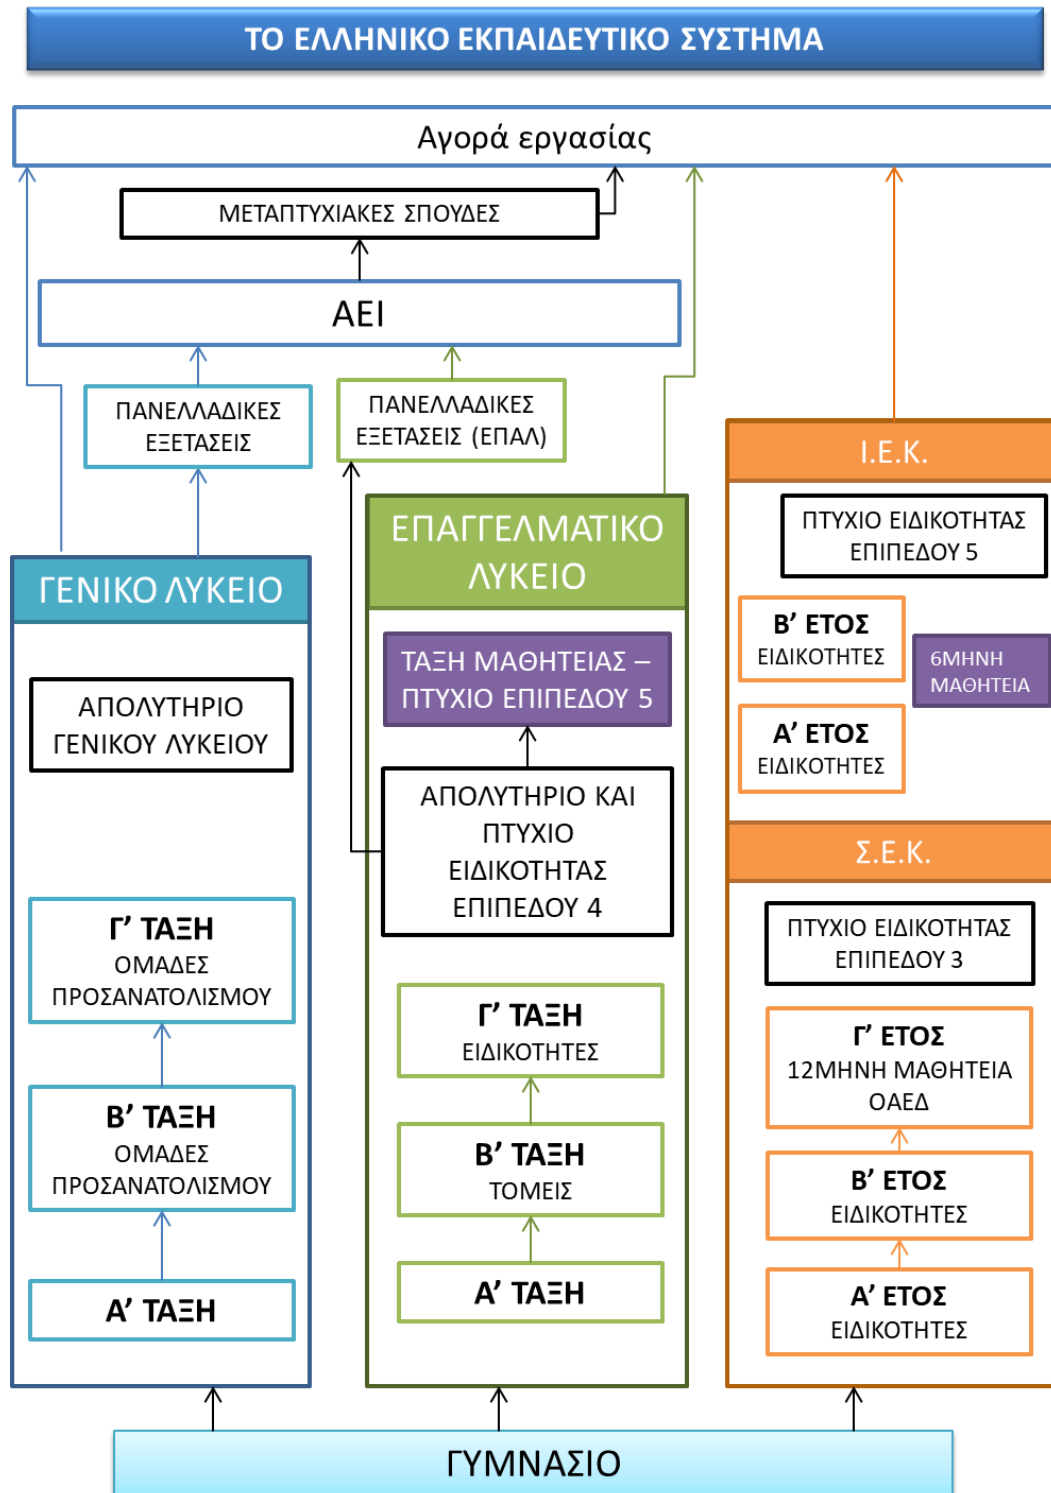 ΤΟ ΕΛΛΗΝΙΚΟ ΕΚΠΑΙΔΕΥΤΙΚΟ ΣΥΣΤΗΜΑ
Αγορά εργασίας
ΜΕΤΑΠΤΥΧΙΑΚΕΣ ΣΠΟΥΔΕΣ
ΑΕΙ
ΠΑΝΕΛΛΑΔΙΚΕΣ
ΕΞΕΤΑΣΕΙΣ
ΠΑΝΕΛΛΑΔΙΚΕΣ
ΕΞΕΤΑΣΕΙΣ (ΕΠΑΛ)
ΓΕΝΙΚΟ ΛΥΚΕΙΟ
ΑΠΟΛΥΤΗΡΙΟ
ΓΕΝΙΚΟΥ ΛΥΚΕΙΟΥ
Γ’ ΤΑΞΗ
ΟΜΑΔΕΣ
ΠΡΟΣΑΝΑΤΟΛΙΣΜΟΥ
Β’ ΤΑΞΗ
ΟΜΑΔΕΣ
ΠΡΟΣΑΝΑΤΟΛΙΣΜΟΥ
Α’ ΤΑΞΗ
ΕΠΑΓΓΕΛΜΑΤΙΚΟ
ΛΥΚΕΙΟ
ΤΑΞΗ ΜΑΘΗΤΕΙΑΣ –
ΠΤΥΧΙΟ ΕΠΙΠΕΔΟΥ 5
ΑΠΟΛΥΤΗΡΙΟ ΚΑΙ
ΠΤΥΧΙΟ
ΕΙΔΙΚΟΤΗΤΑΣ
ΕΠΙΠΕΔΟΥ 4
Γ’ ΤΑΞΗ
ΕΙΔΙΚΟΤΗΤΕΣ
Β’ ΤΑΞΗ
ΤΟΜΕΙΣ
Α’ ΤΑΞΗ
Ι.Ε.Κ.
ΠΤΥΧΙΟ ΕΙΔΙΚΟΤΗΤΑΣ
ΕΠΙΠΕΔΟΥ 5
Β’ ΕΤΟΣ
ΕΙΔΙΚΟΤΗΤΕΣ
6ΜΗΝΗ
ΜΑΘΗΤΕΙΑ
Α’ ΕΤΟΣ
ΕΙΔΙΚΟΤΗΤΕΣ
Σ.Ε.Κ.
ΠΤΥΧΙΟ ΕΙΔΙΚΟΤΗΤΑΣ
ΕΠΙΠΕΔΟΥ 3
Γ’ ΕΤΟΣ
12ΜΗΝΗ ΜΑΘΗΤΕΙΑ
ΟΑΕΔ
Β’ ΕΤΟΣ
ΕΙΔΙΚΟΤΗΤΕΣ
Α’ ΕΤΟΣ
ΕΙΔΙΚΟΤΗΤΕΣ
ΓΥΜΝΑΣΙΟ